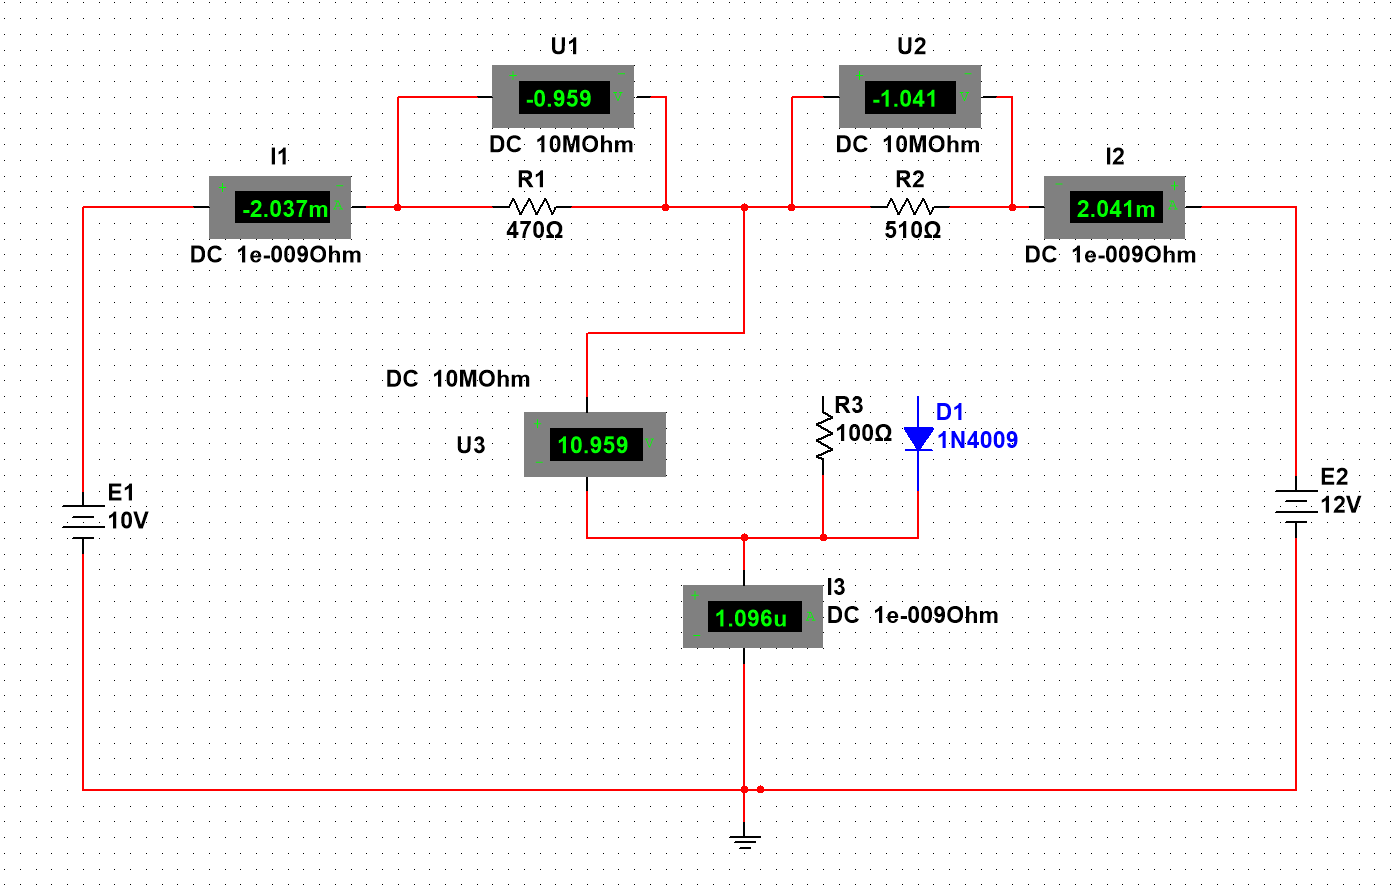 U1
U2
-0.959 V
-1.041 V
DC 10MOhm
DC 10MOhm
I1
I2
R1
R2
-2.037m A
2.041m A
470Ω
510Ω
DC 1e-009Ohm
DC 1e-009Ohm
DC 10MOhm
U3
10.959 V
R3
100Ω
D1
1N4009
E1
10V
E2
12V
I3
1.096u A
DC 1e-009Ohm